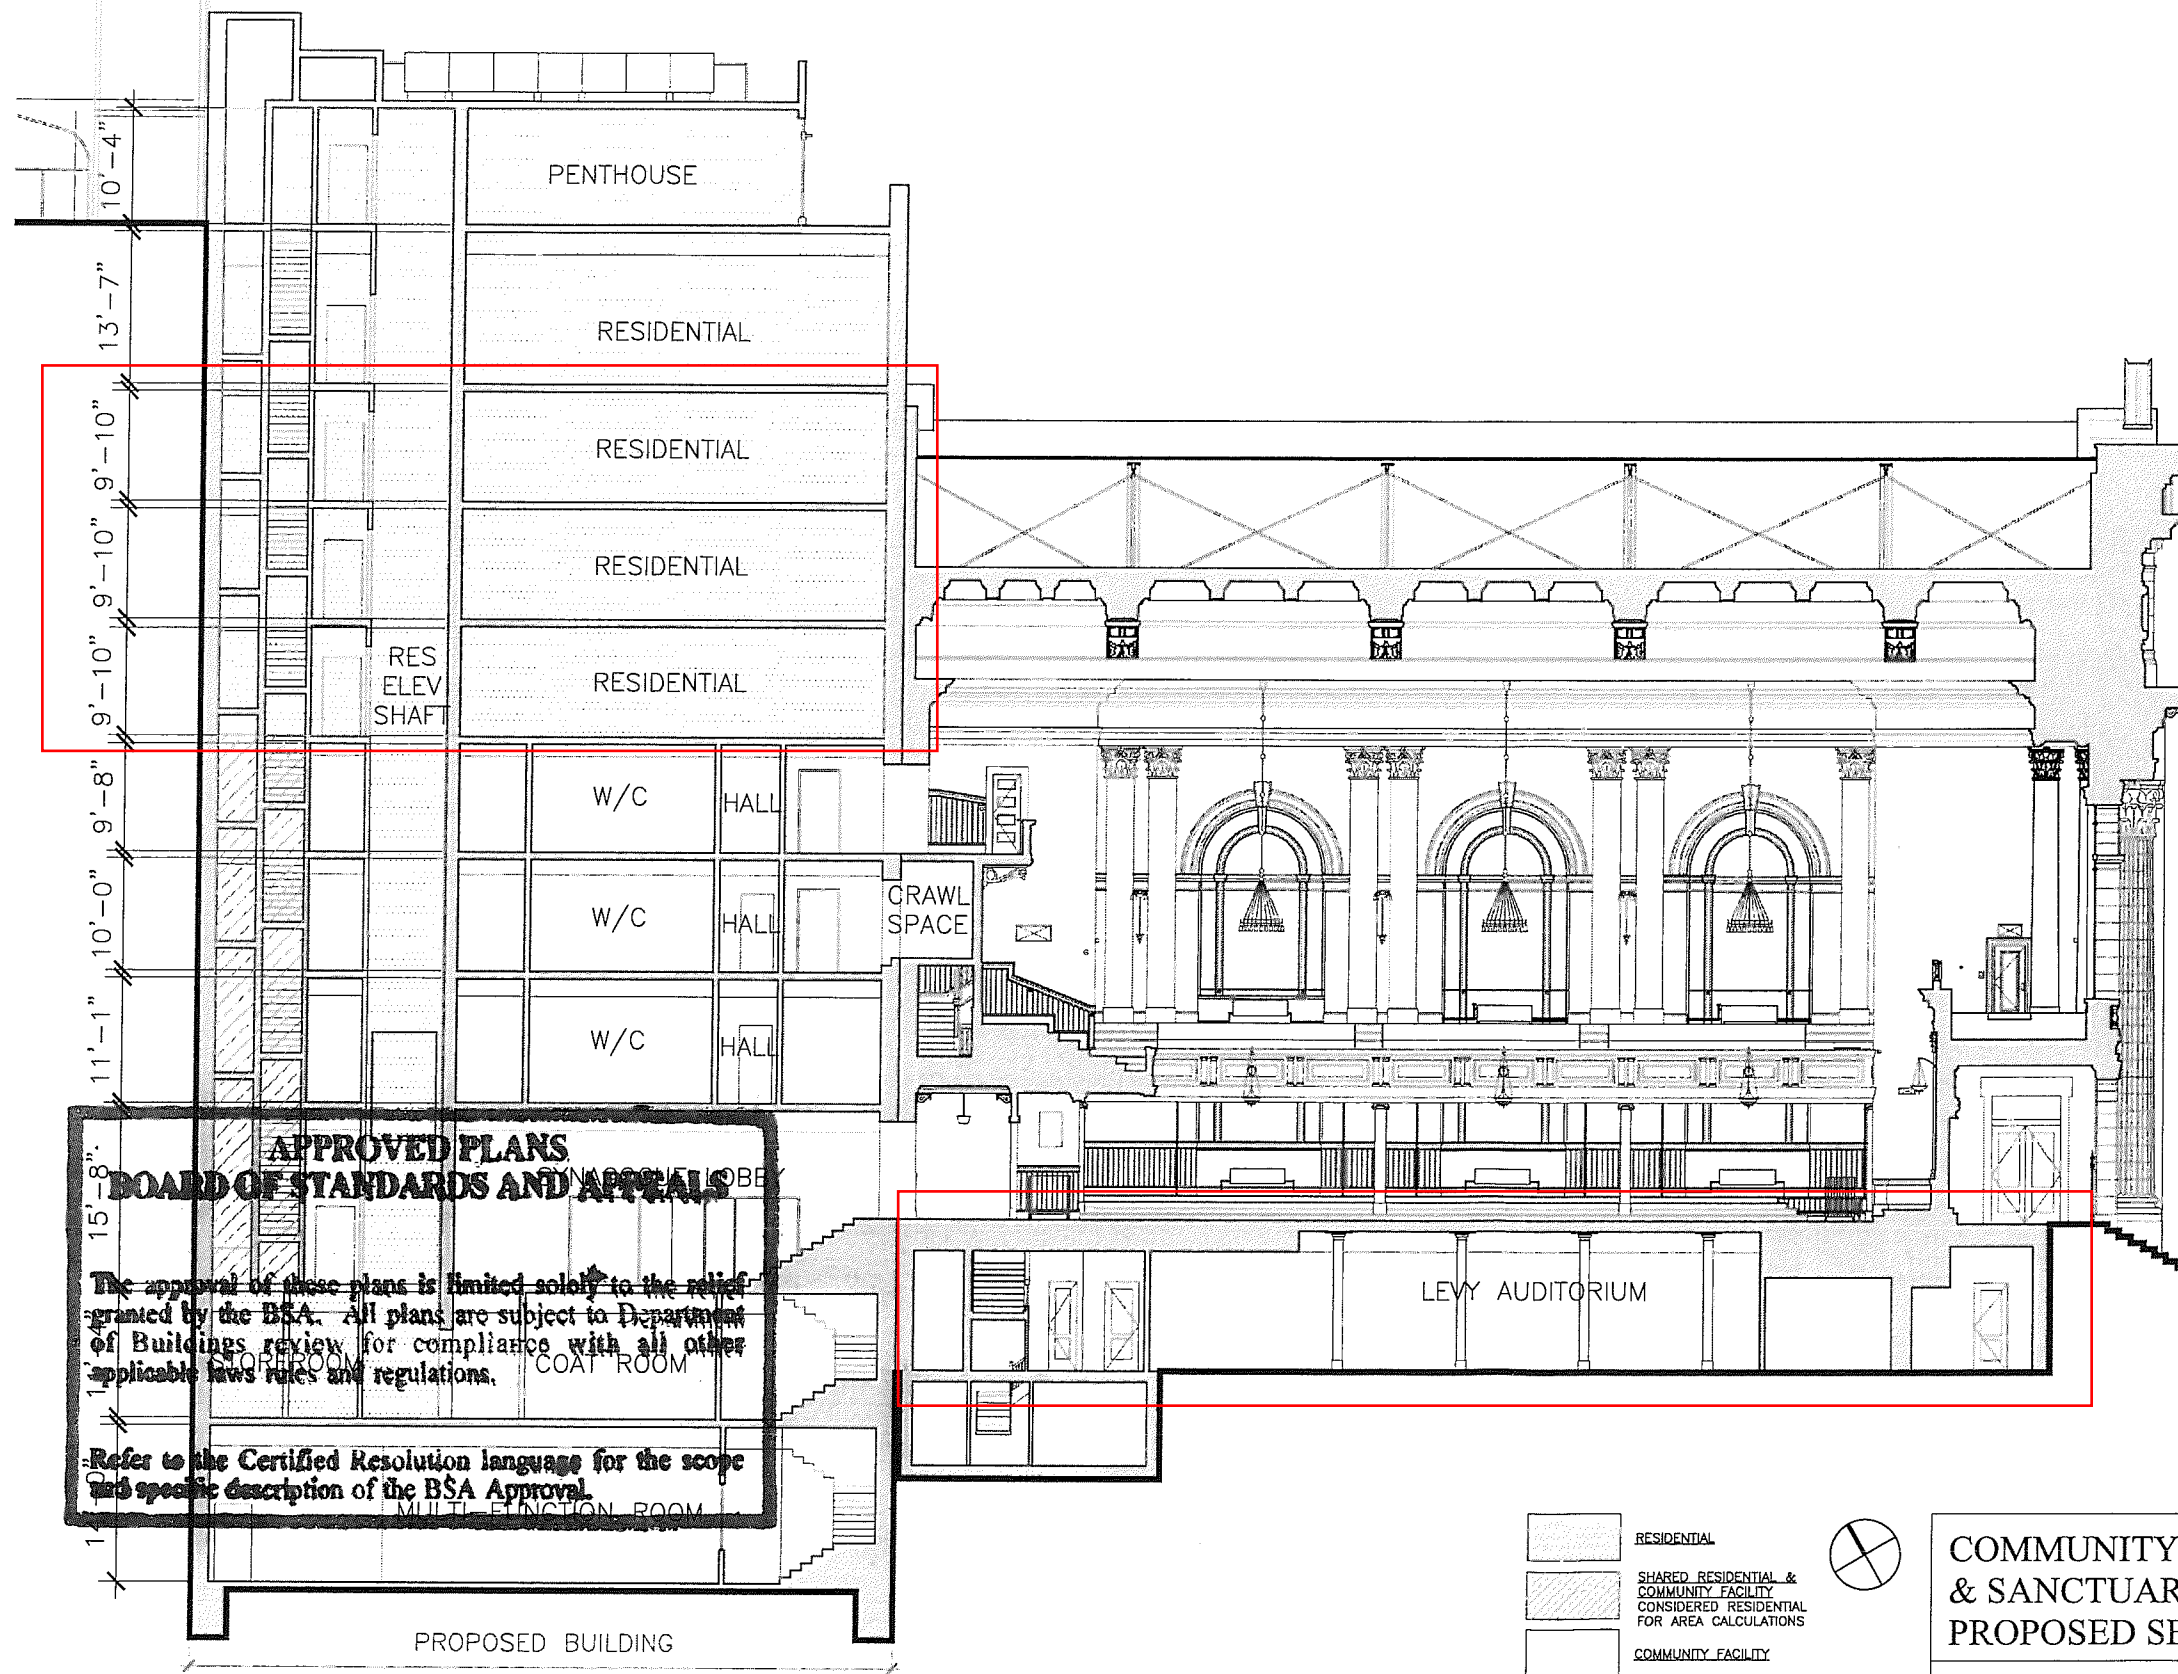 10'-4"
PENTHOUSE
13'-7"
RESIDENTIAL
9'-10"
RESIDENTIAL
9'-10"
RESIDENTIAL
9'-10"
RES
ELEV
SHAFT
RESIDENTIAL
9'-8"
W/C
HALL
10'-0"
W/C
HALL
CRAWL
SPACE
11'-1"
W/C
HALL
15'-8"
SYNAGOGUE LOBBY
APPROVED PLANS
BOARD OF STANDARDS AND APPEALS
The approval of these plans is limited solely to the relief
granted by the BSA. All plans are subject to Department
of Buildings review for compliance with all other
applicable laws rules and regulations.
Refer to the Certified Resolution language for the scope
and specific description of the BSA Approval.
STOREROOM
COAT ROOM
LEVY AUDITORIUM
MULTI-FUNCTION ROOM
PROPOSED BUILDING
RESIDENTIAL
SHARED RESIDENTIAL &
COMMUNITY FACILITY
CONSIDERED RESIDENTIAL
FOR AREA CALCULATIONS
COMMUNITY FACILITY
COMMUNITY
& SANCTUAR
PROPOSED SE